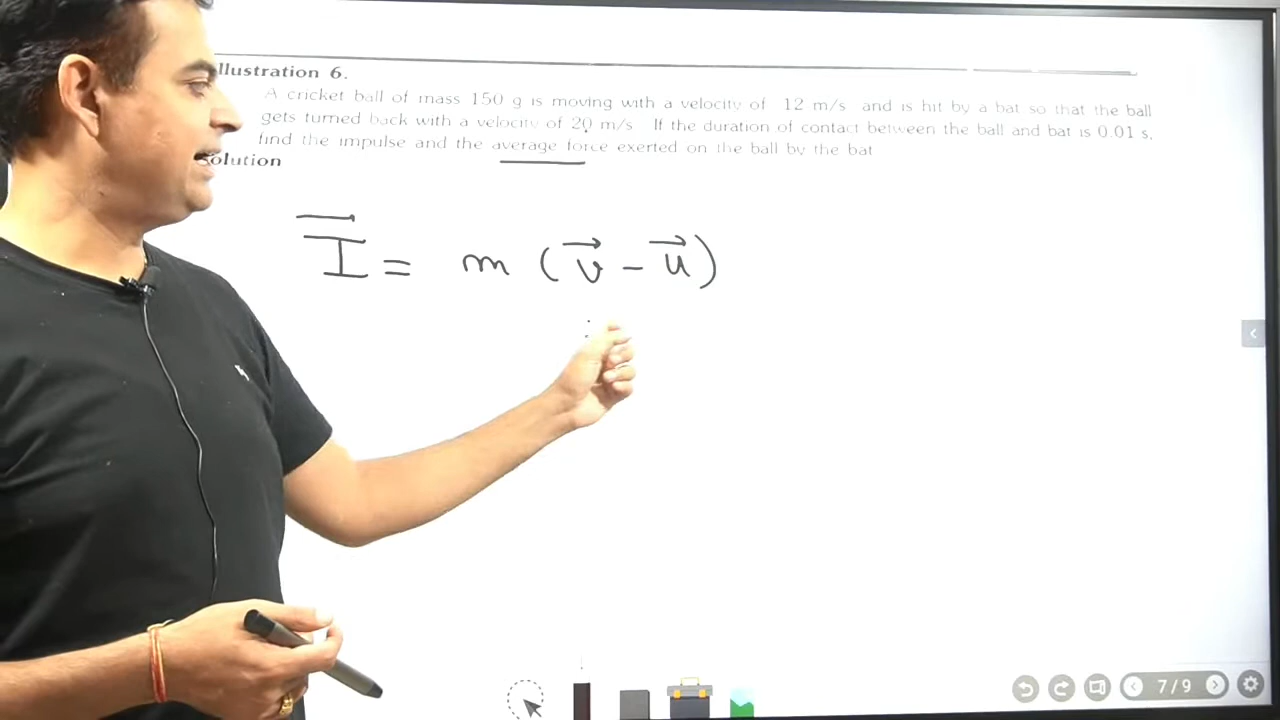 llustration 6.
A cricket ball of mass 150 g is moving with a velocity of 12 m/s and is hit by a bat so that the ball
gets turned back with a velocity of 20 m/s If the duration of contact between the ball and bat is 0.01 s,
find the impulse and the average force exerted on the ball by the bat
olution
I⃗ = m (v⃗ − u⃗)
7/9